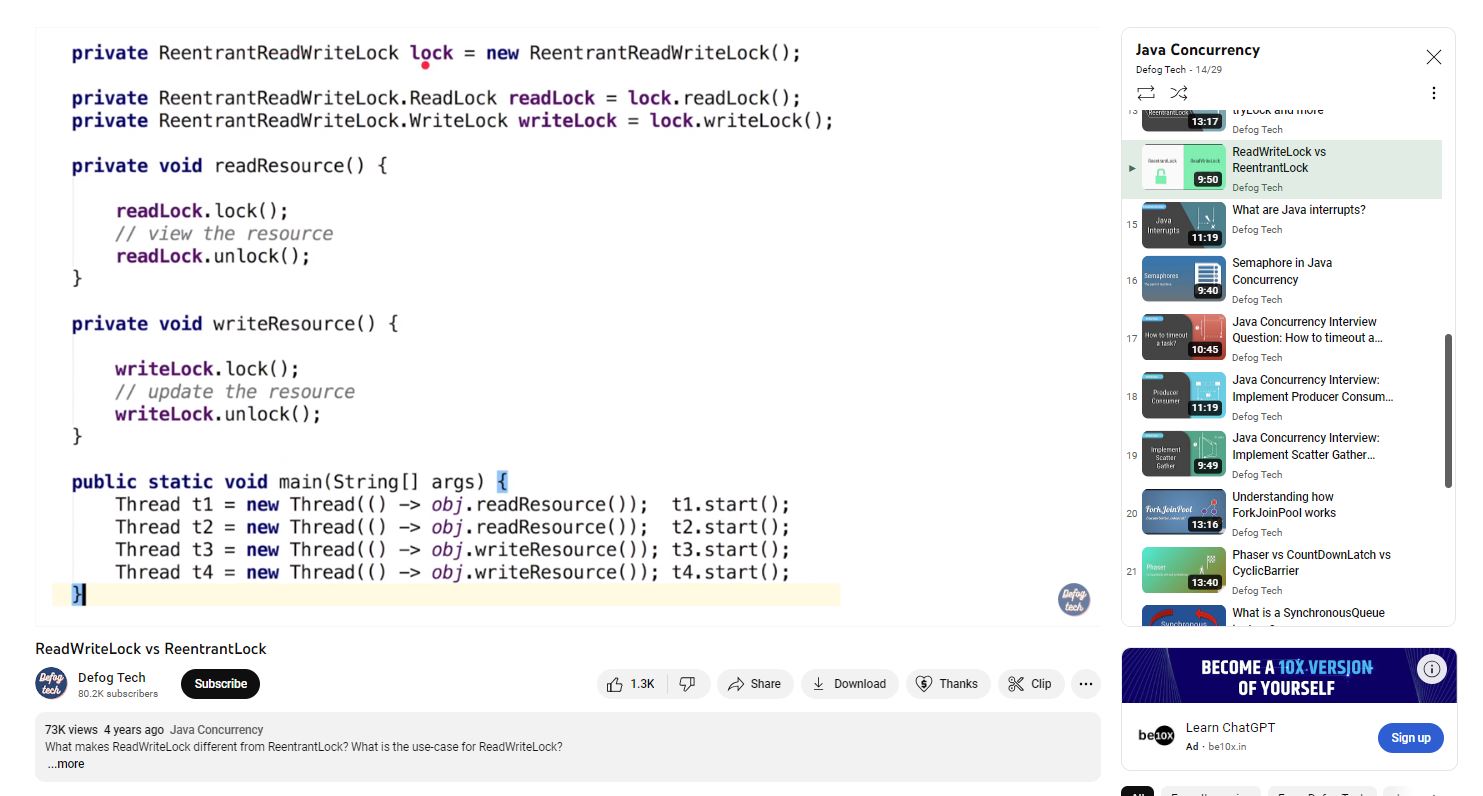 private ReentrantReadWriteLock lock = new ReentrantReadWriteLock();
private ReentrantReadWriteLock.ReadLock readLock = lock.readLock();
private ReentrantReadWriteLock.WriteLock writeLock = lock.writeLock();
private void readResource() {
readLock.lock();
// view the resource
readLock.unlock();
}
private void writeResource() {
writeLock.lock();
// update the resource
writeLock.unlock();
}
public static void main(String[] args) {
Thread t1 = new Thread(() -> obj.readResource()); t1.start();
Thread t2 = new Thread(() -> obj.readResource()); t2.start();
Thread t3 = new Thread(() -> obj.writeResource()); t3.start();
Thread t4 = new Thread(() -> obj.writeResource()); t4.start();
}
Defog
tech
ReadWriteLock vs ReentrantLock
Defog
tech
Defog Tech
80.2K subscribers
Subscribe
1.3K
Share
Download
Thanks
Clip
73K views 4 years ago Java Concurrency
What makes ReadWriteLock different from ReentrantLock? What is the use-case for ReadWriteLock?
...more
Java Concurrency
Defog Tech - 14/29
13
ReentrantLock
13:17
tryLock and more
Defog Tech
ReentrantLock
ReadWriteLock
9:50
ReadWriteLock vs
ReentrantLock
Defog Tech
15
Java
Interrupts
11:19
What are Java interrupts?
Defog Tech
16
Semaphores
9:40
Semaphore in Java
Concurrency
Defog Tech
17
How to timeout
a task?
10:45
Java Concurrency Interview
Question: How to timeout a...
Defog Tech
18
Producer
Consumer
11:19
Java Concurrency Interview:
Implement Producer Consum...
Defog Tech
19
Implement
Scatter
Gather
9:49
Java Concurrency Interview:
Implement Scatter Gather...
Defog Tech
20
ForkJoinPool
13:16
Understanding how
ForkJoinPool works
Defog Tech
21
Phaser
13:40
Phaser vs CountDownLatch vs
CyclicBarrier
Defog Tech
Synchronous
What is a SynchronousQueue
BECOME A 10X VERSION
OF YOURSELF
be10x
Learn ChatGPT
Ad · be10x.in
Sign up
All